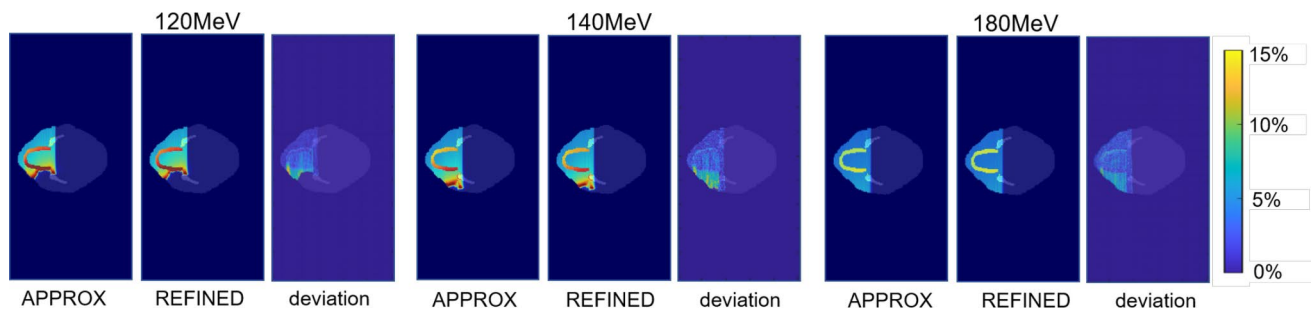 120MeV
140MeV
180MeV
15%
10%
5%
0%
APPROX
REFINED
deviation
APPROX
REFINED
deviation
APPROX
REFINED
deviation